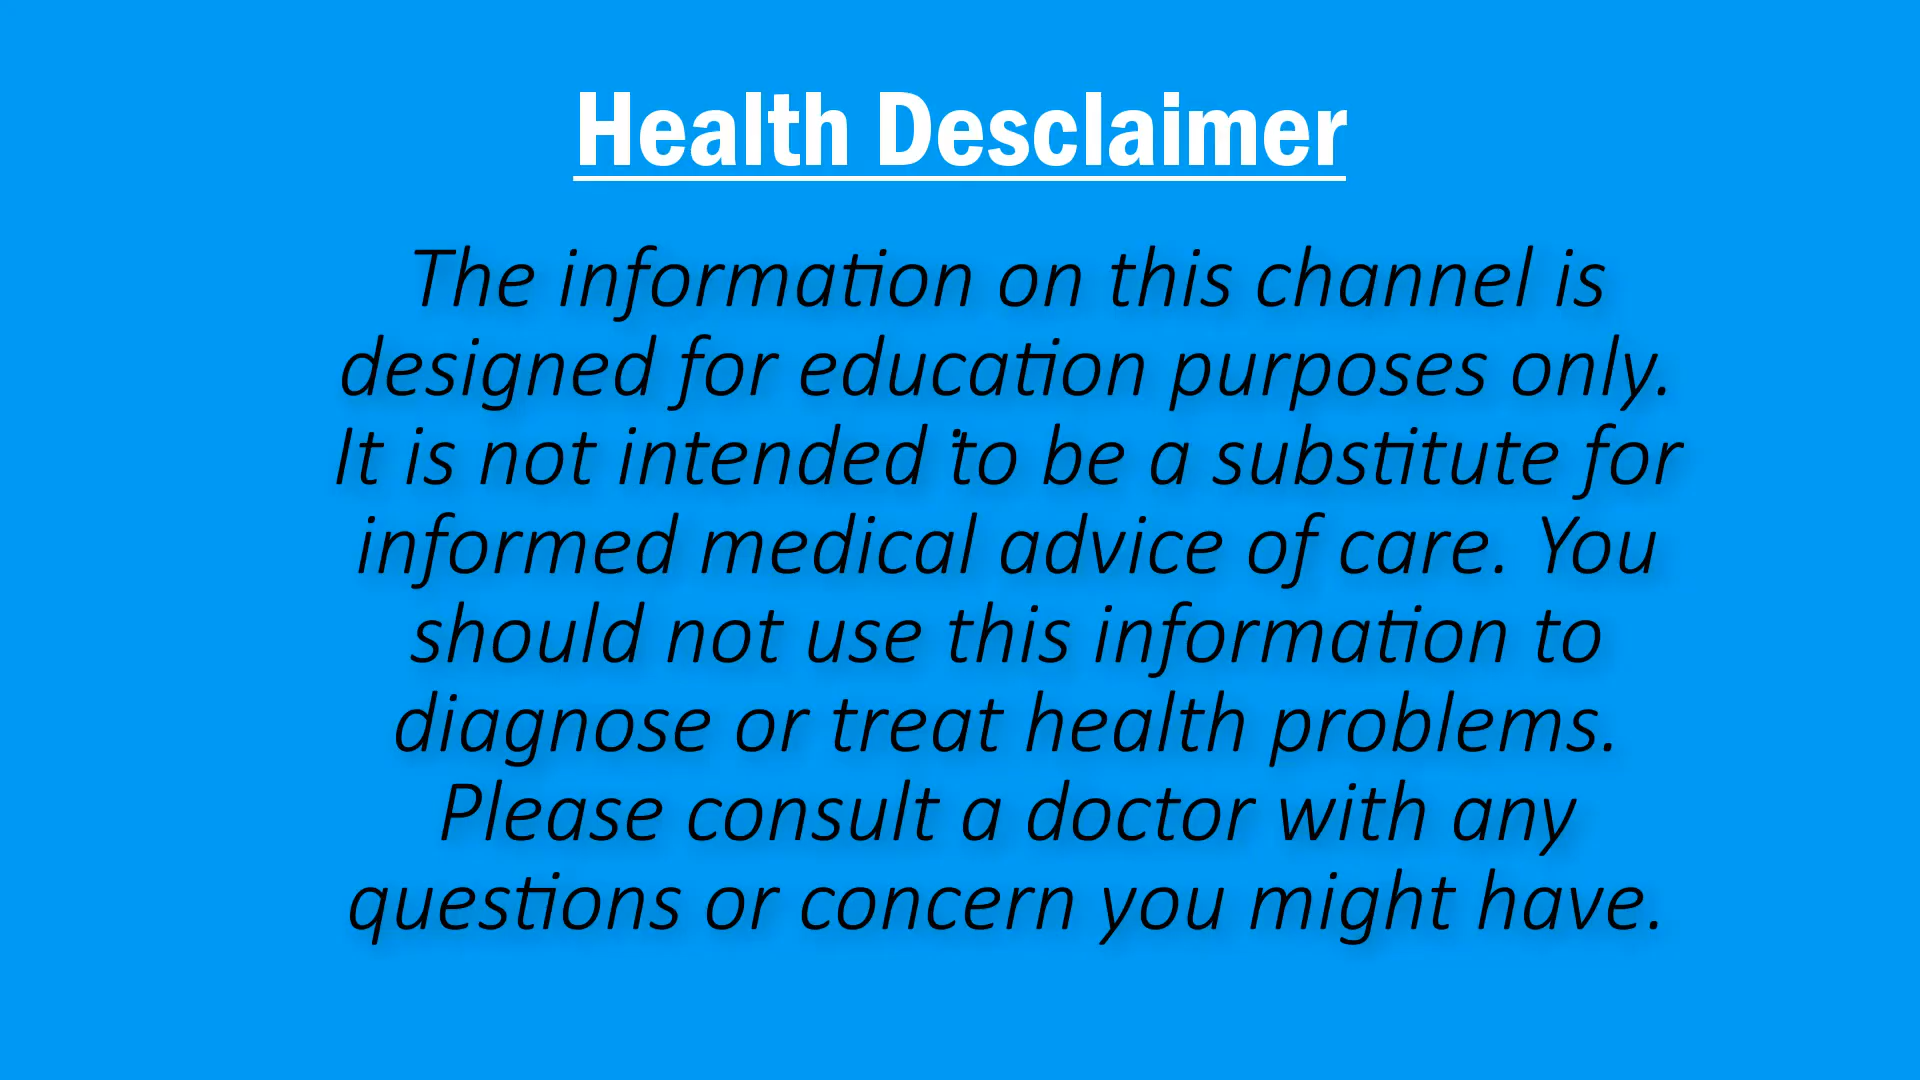 Health Desclaimer
The information on this channel is
designed for education purposes only.
It is not intended to be a substitute for
informed medical advice of care. You
should not use this information to
diagnose or treat health problems.
Please consult a doctor with any
questions or concern you might have.